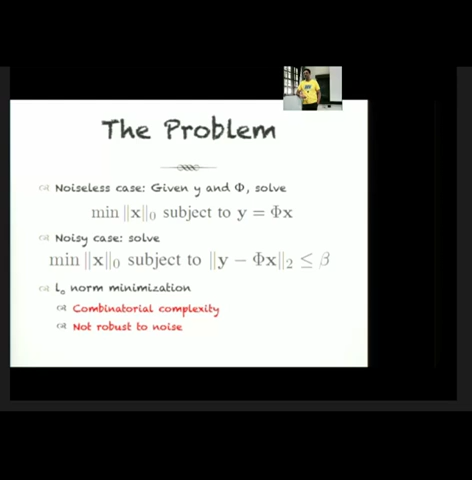 The Problem
Noiseless case: Given y and Φ, solve
min ‖x‖₀ subject to y = Φx
Noisy case: solve
min ‖x‖₀ subject to ‖y − Φx‖₂ ≤ β
l₀ norm minimization
Combinatorial complexity
Not robust to noise